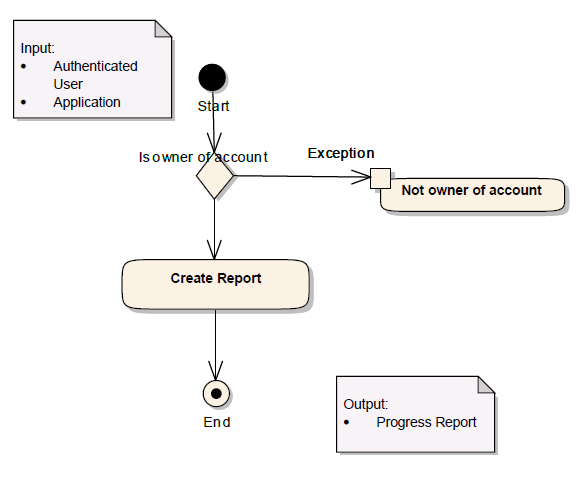 Input:
• Authenticated
User
• Application
Start
Is owner of account
Exception
Not owner of account
Create Report
End
Output:
• Progress Report